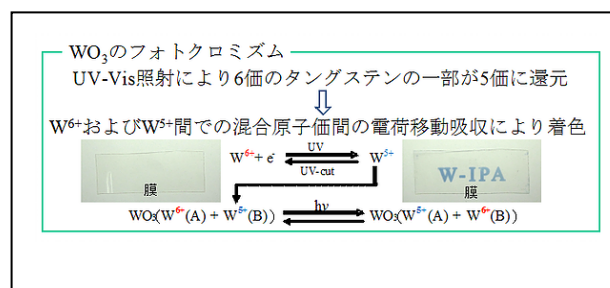 WO₃のフォトクロミズム
UV-Vis照射により6価のタングステンの一部が5価に還元
W⁶⁺およびW⁵⁺間での混合原子価間の電荷移動吸収により着色
W⁶⁺+ e⁻ UV W⁵⁺
UV-cut
W-IPA
膜
膜
WO₃(W⁶⁺(A) + W⁵⁺(B)) hν WO₃(W⁵⁺(A) + W⁶⁺(B))